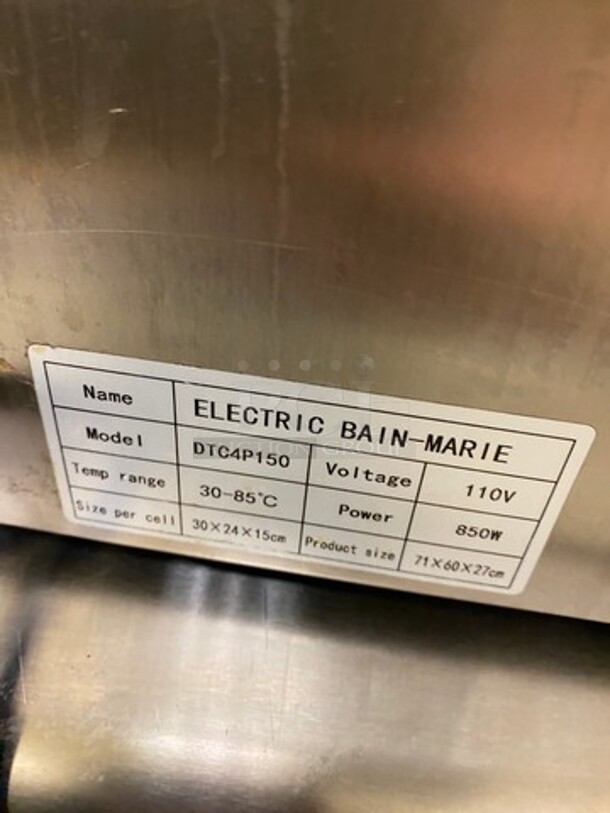 Name ELECTRIC BAIN-MARIE
Model DTC4P150 Voltage 110V
Temp range 30-85℃ Power 850W
Size per cell 30×24×15cm Product size 71×60×27cm